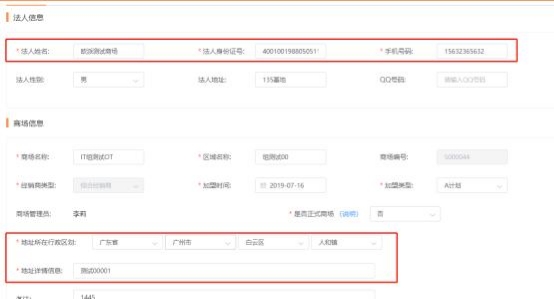 法人信息
* 法人姓名: 欧派测试商场 * 法人身份证号: 400100198805051 * 手机号码: 15632365632
法人性别: 男 法人地址: 135基地 QQ号码: 请输入QQ号码
商场信息
* 商场名称: IT组测试OT * 区域名称: 组测试00 商场编号: S000544
* 经销商类型: 综合经销商 * 加盟时间: 2019-07-16 * 加盟类型: A计划
商场管理员: 李莉 * 是否正式商场 (说明) 否
* 地址所在行政区划: 广东省 广州市 白云区 人和镇
* 地址详情信息: 测试00001
备注: 1445